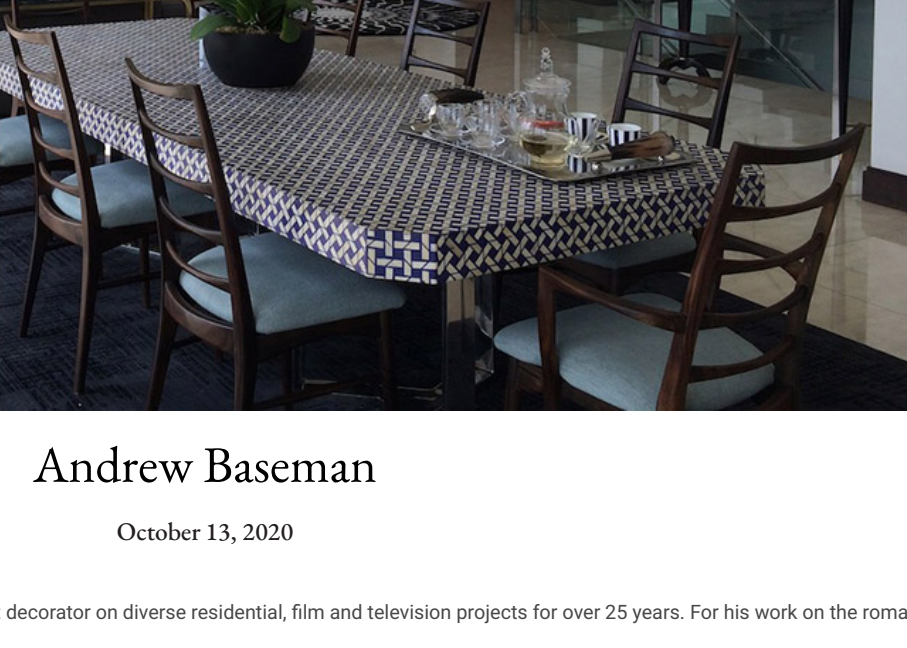 Andrew Baseman
October 13, 2020
decorator on diverse residential, film and television projects for over 25 years. For his work on the roma